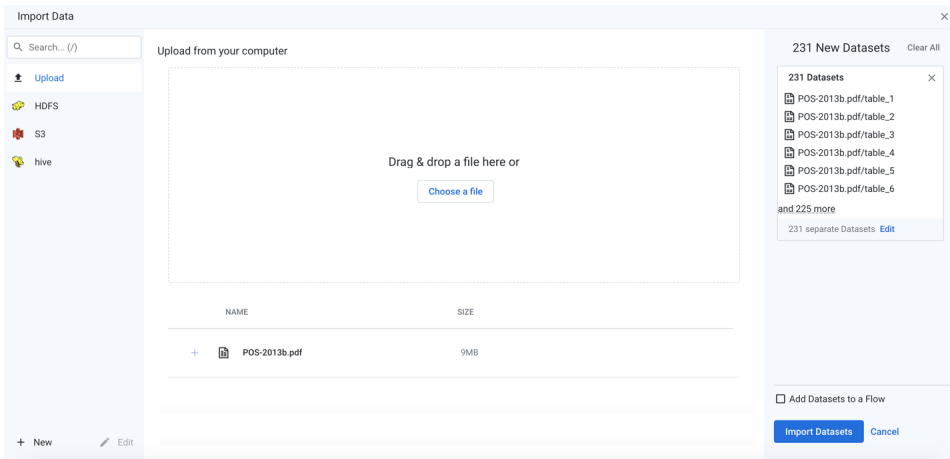 Import Data
Search... (/)
Upload
HDFS
S3
hive
+ New
Edit
Upload from your computer
Drag & drop a file here or
Choose a file
NAME SIZE
+ POS-2013b.pdf 9MB
231 New Datasets Clear All
231 Datasets
POS-2013b.pdf/table_1
POS-2013b.pdf/table_2
POS-2013b.pdf/table_3
POS-2013b.pdf/table_4
POS-2013b.pdf/table_5
POS-2013b.pdf/table_6
and 225 more
231 separate Datasets Edit
Add Datasets to a Flow
Import Datasets Cancel